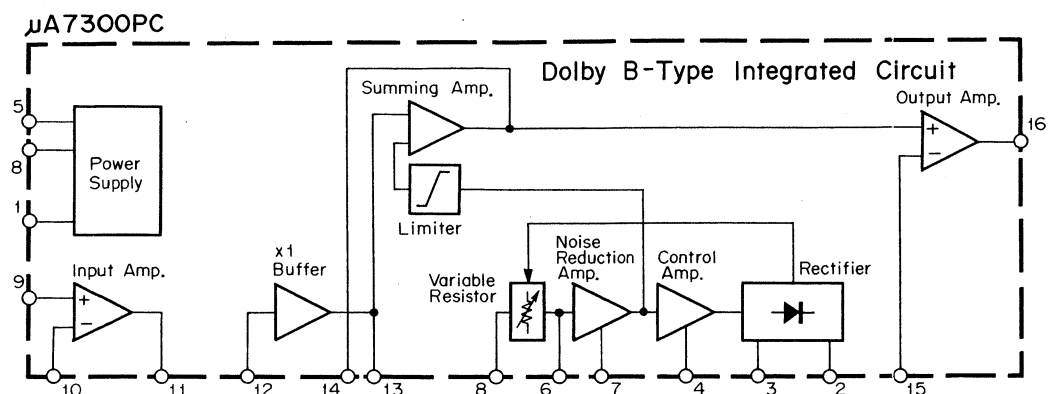 μA7300PC
Dolby B-Type Integrated Circuit
Summing Amp.
Output Amp.
5
8
1
9
16
Power
Supply
+
−
Limiter
Input Amp.
+
−
x1
Buffer
Variable
Resistor
Noise
Reduction
Amp.
Control
Amp.
Rectifier
10
11
12
14
13
8
6
7
4
3
2
15